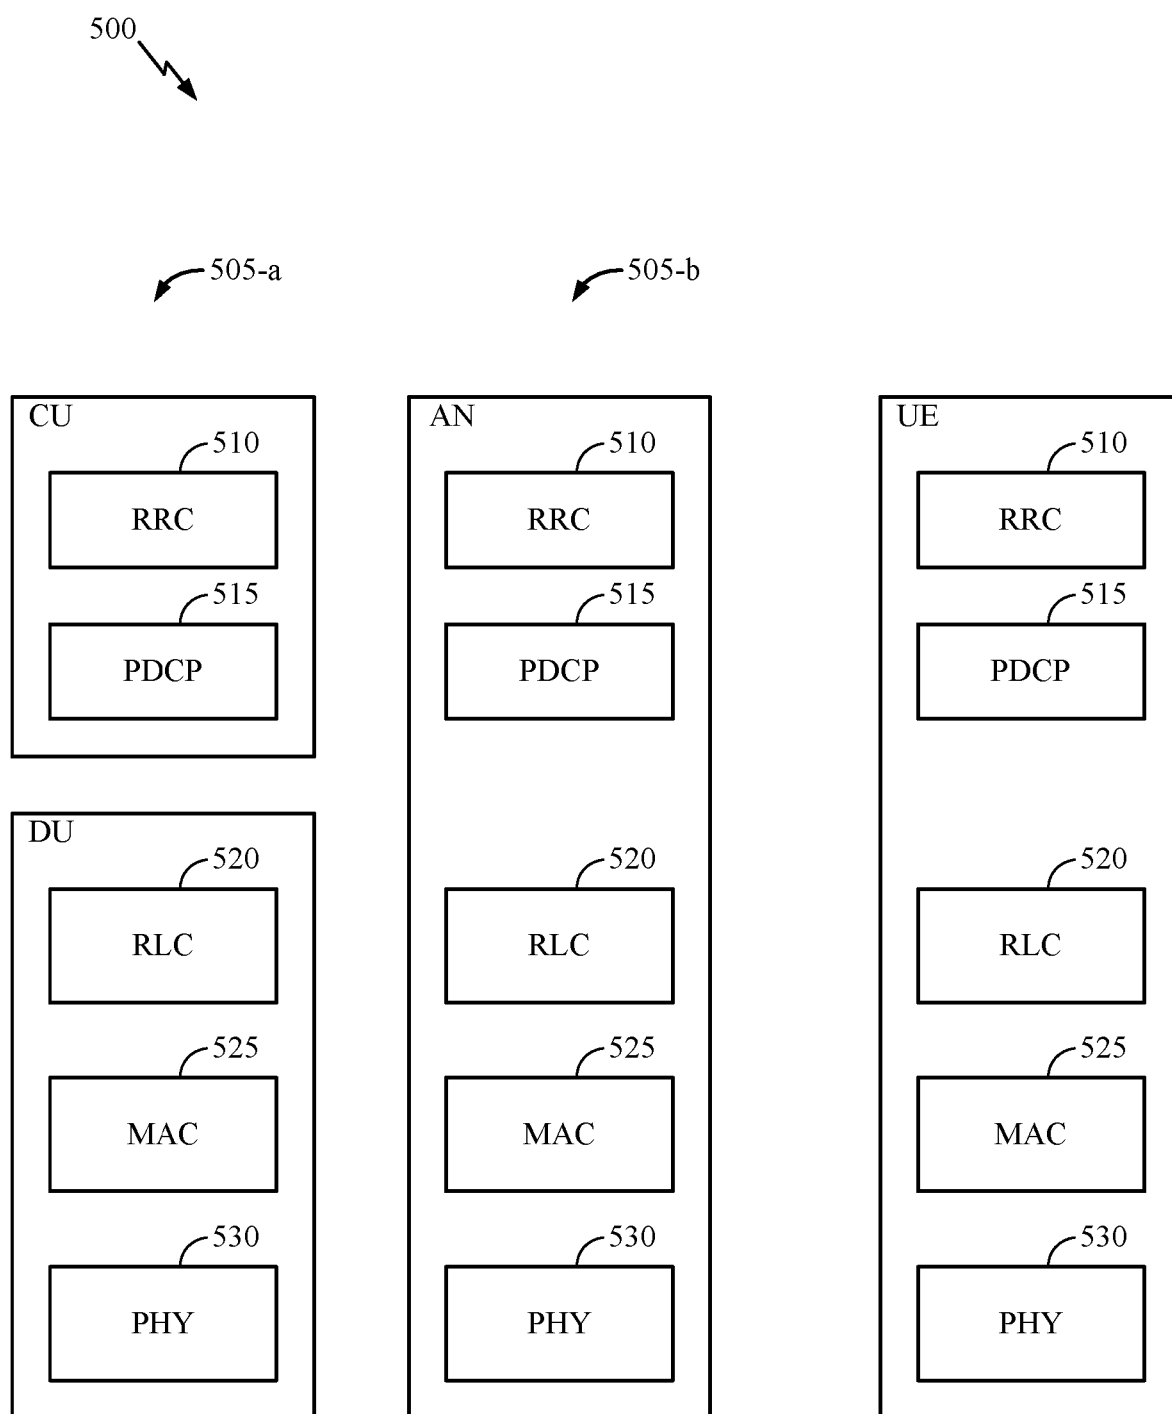 500
505-a 505-b
CU AN UE
510 510 510
RRC RRC RRC
515 515 515
PDCP PDCP PDCP
DU
520 520 520
RLC RLC RLC
525 525 525
MAC MAC MAC
530 530 530
PHY PHY PHY